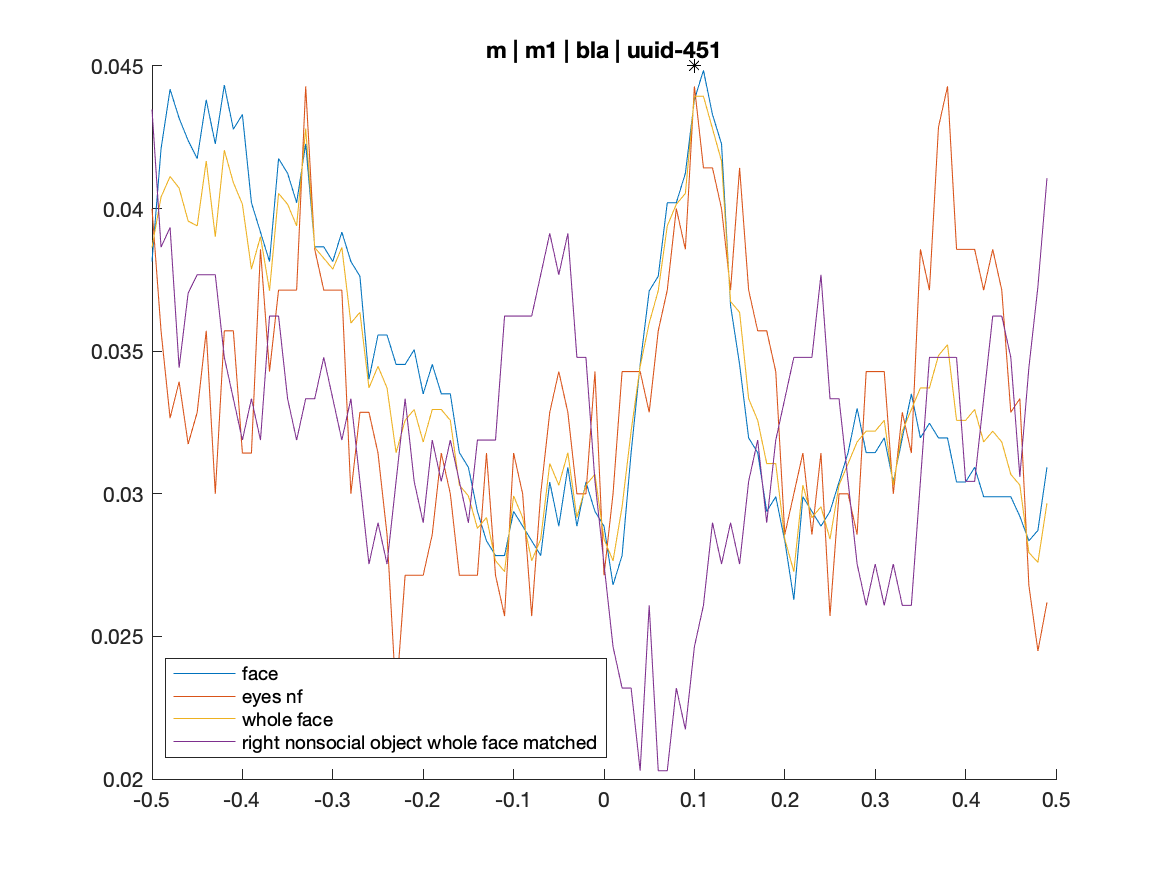 m | m1 | bla | uuid-451
0.045
0.04
0.035
0.03
0.025
0.02
face
eyes nf
whole face
right nonsocial object whole face matched
-0.5 -0.4 -0.3 -0.2 -0.1 0 0.1 0.2 0.3 0.4 0.5